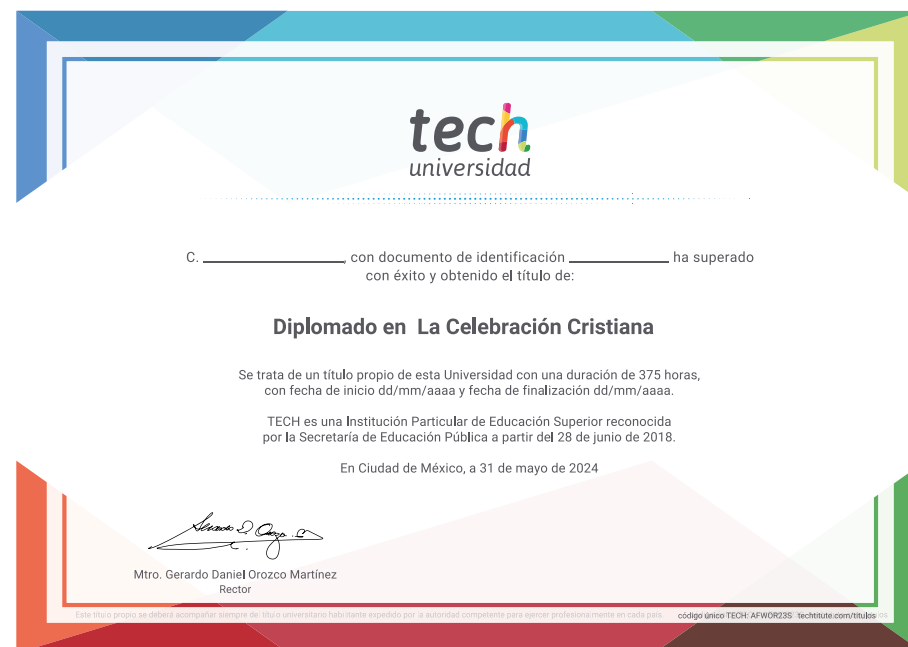 tech
universidad
C. ____________, con documento de identificación ____________ ha superado
con éxito y obtenido el título de:
Diplomado en La Celebración Cristiana
Se trata de un título propio de esta Universidad con una duración de 375 horas,
con fecha de inicio dd/mm/aaaa y fecha de finalización dd/mm/aaaa.
TECH es una Institución Particular de Educación Superior reconocida
por la Secretaría de Educación Pública a partir del 28 de junio de 2018.
En Ciudad de México, a 31 de mayo de 2024
Mtro. Gerardo Daniel Orozco Martínez
Rector
Este título propio se deberá acompañar siempre del título universitario habilitante expedido por la autoridad competente para ejercer profesionalmente en cada país. código único TECH: AFWOR23S techtitute.com/titulos